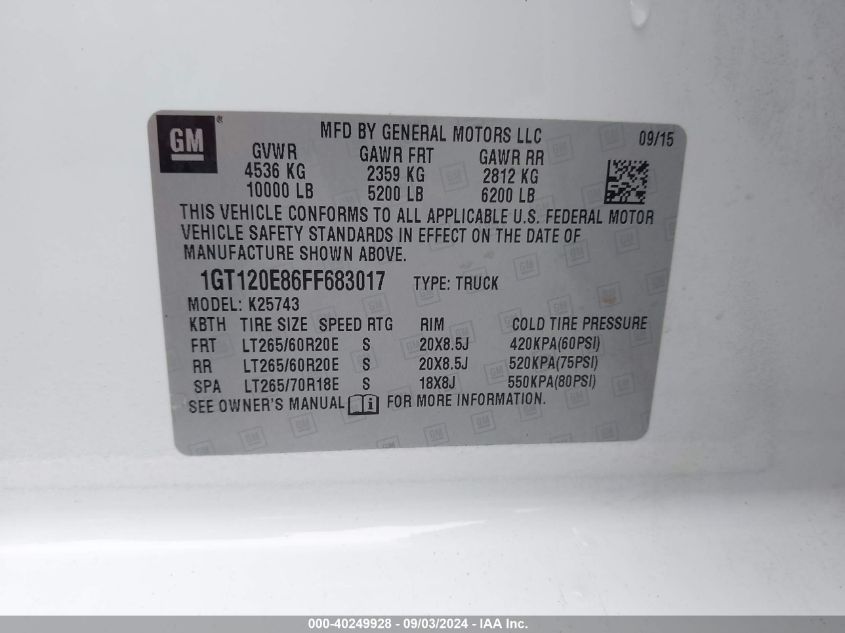 GM®
MFD BY GENERAL MOTORS LLC 09/15
GVWR GAWR FRT GAWR RR
4536 KG 2359 KG 2812 KG
10000 LB 5200 LB 6200 LB
THIS VEHICLE CONFORMS TO ALL APPLICABLE U.S. FEDERAL MOTOR
VEHICLE SAFETY STANDARDS IN EFFECT ON THE DATE OF
MANUFACTURE SHOWN ABOVE.
1GT120E86FF683017 TYPE: TRUCK
MODEL: K25743
KBTH TIRE SIZE SPEED RTG RIM COLD TIRE PRESSURE
FRT LT265/60R20E S 20X8.5J 420KPA(60PSI)
RR LT265/60R20E S 20X8.5J 520KPA(75PSI)
SPA LT265/70R18E S 18X8J 550KPA(80PSI)
SEE OWNER'S MANUAL i FOR MORE INFORMATION.
000-40249928 - 09/03/2024 - IAA Inc.